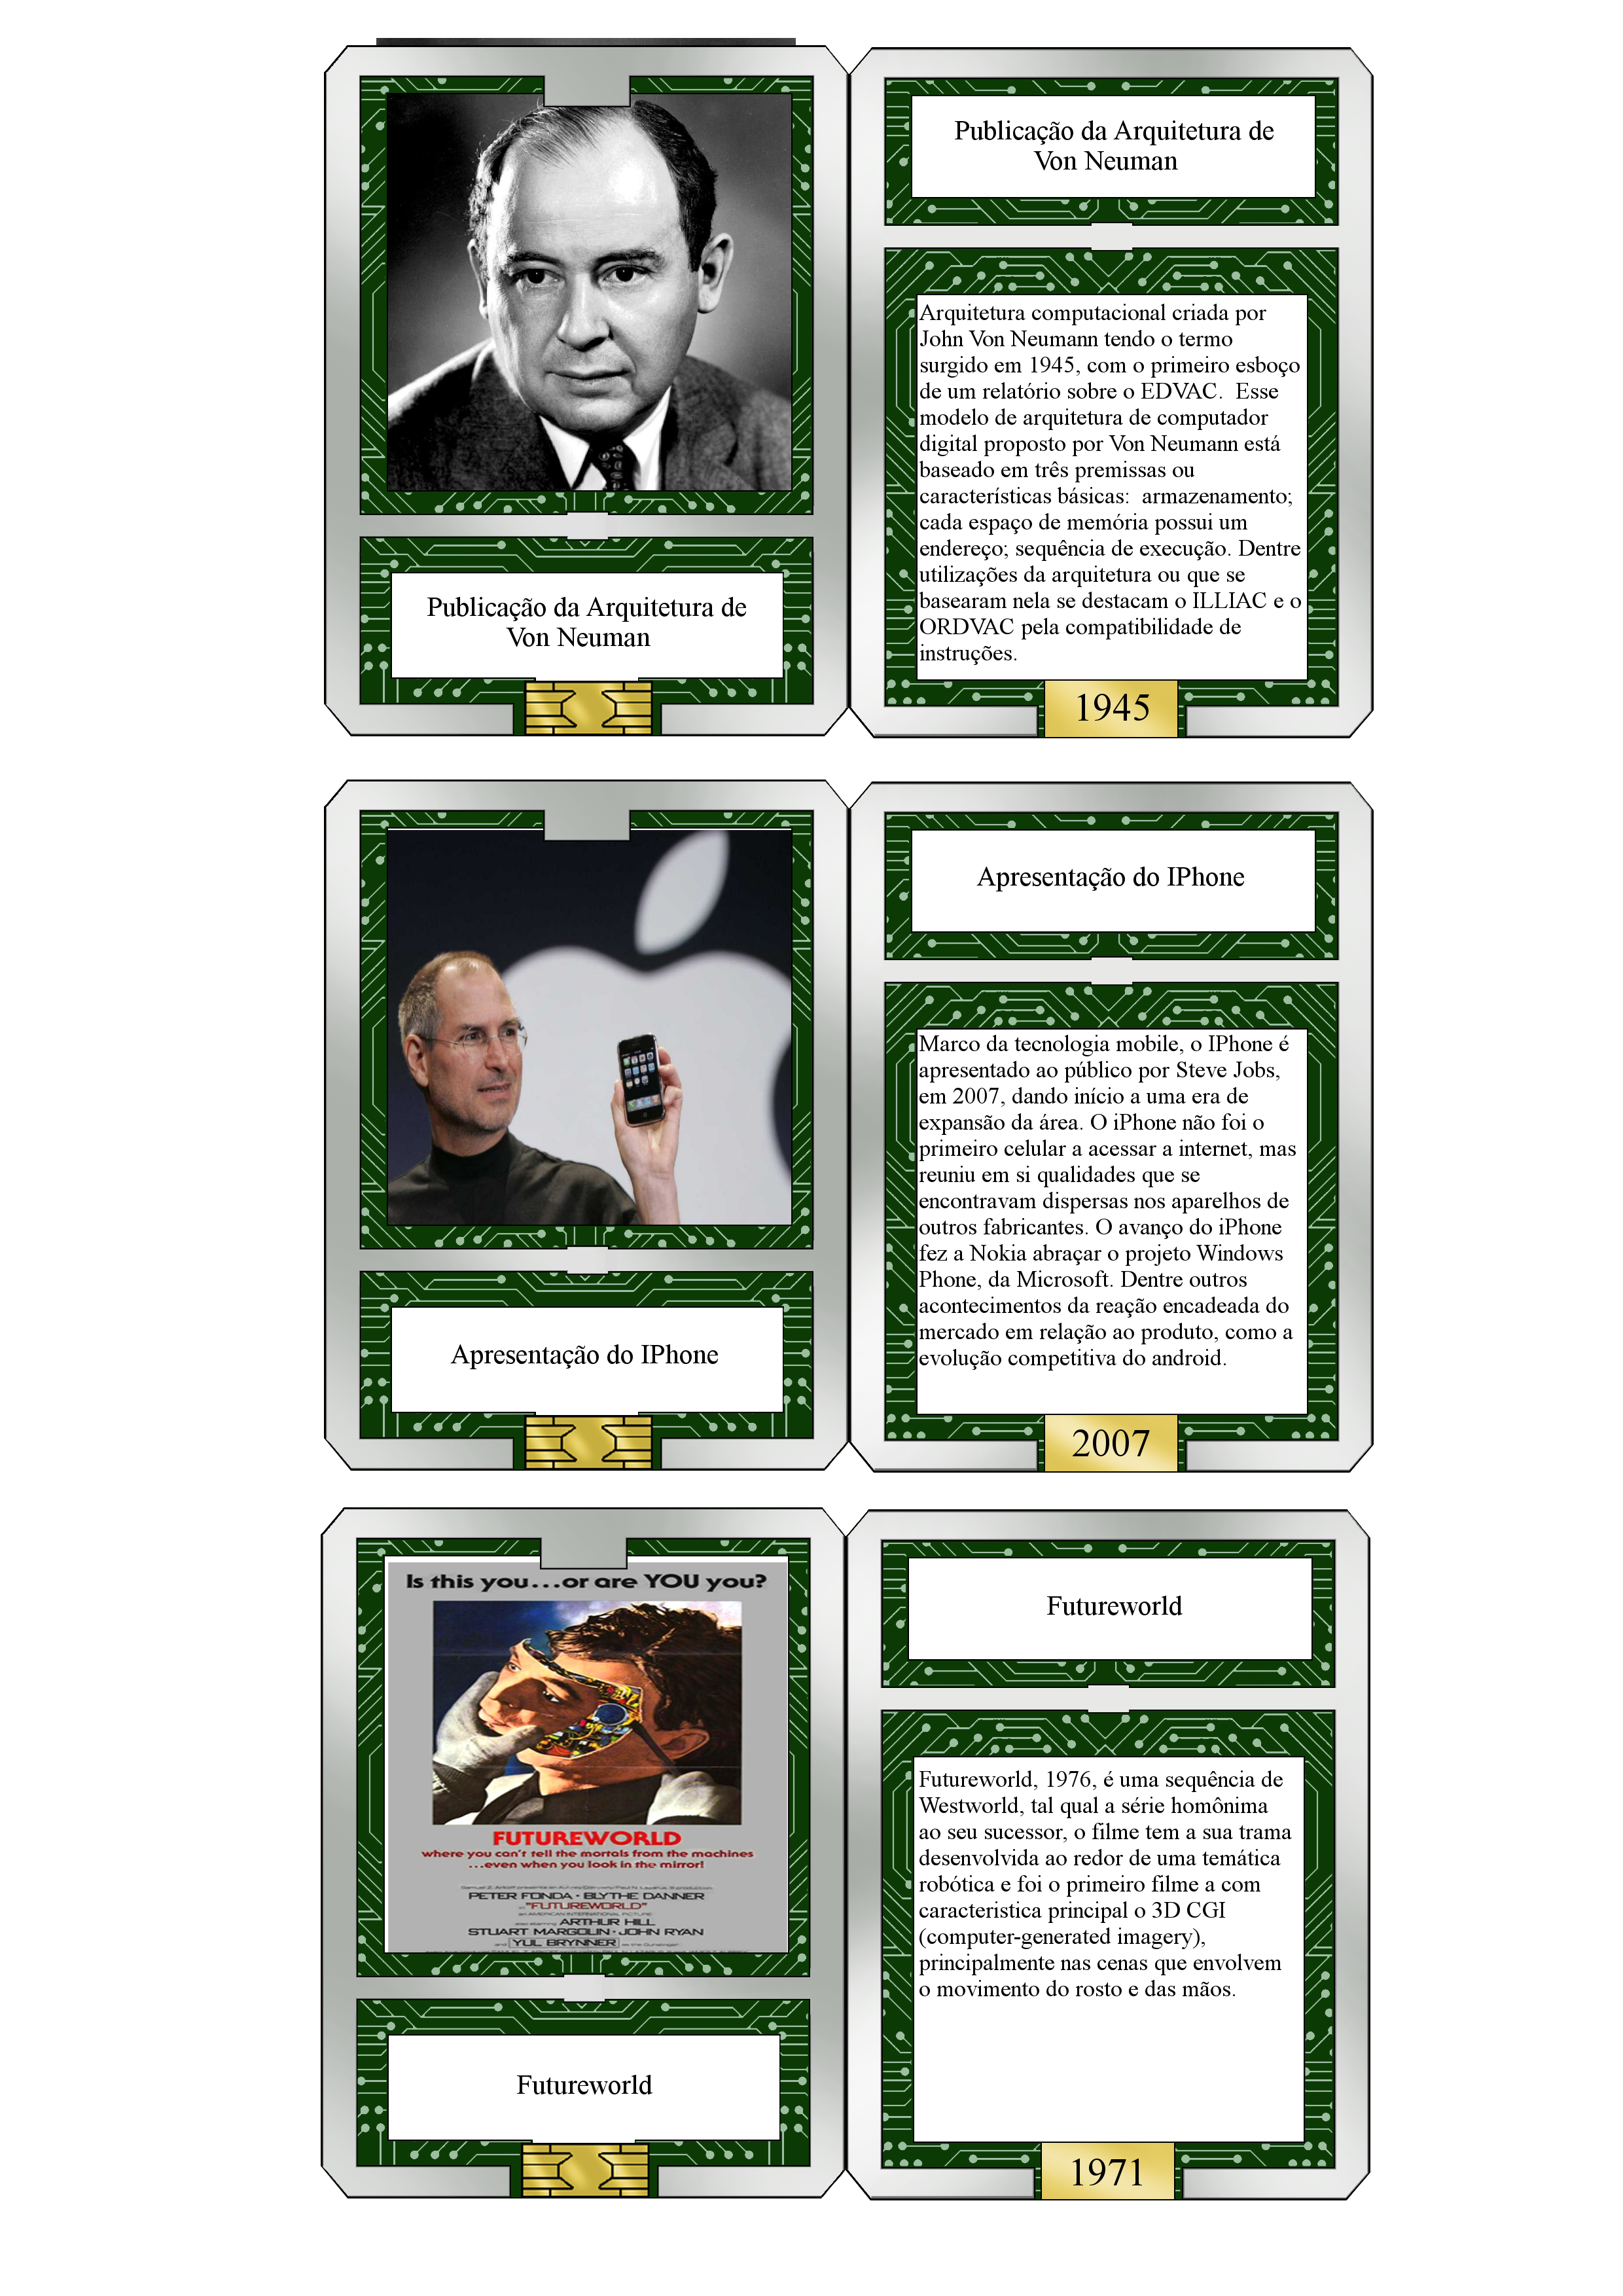 Publicação da Arquitetura de
Von Neuman
Publicação da Arquitetura de
Von Neuman
Arquitetura computacional criada por
John Von Neumann tendo o termo
surgido em 1945, com o primeiro esboço
de um relatório sobre o EDVAC.  Esse
modelo de arquitetura de computador
digital proposto por Von Neumann está
baseado em três premissas ou
características básicas:  armazenamento;
cada espaço de memória possui um
endereço; sequência de execução. Dentre
utilizações da arquitetura ou que se
basearam nela se destacam o ILLIAC e o
ORDVAC pela compatibilidade de
instruções.
1945
Apresentação do IPhone
Apresentação do IPhone
Marco da tecnologia mobile, o IPhone é
apresentado ao público por Steve Jobs,
em 2007, dando início a uma era de
expansão da área. O iPhone não foi o
primeiro celular a acessar a internet, mas
reuniu em si qualidades que se
encontravam dispersas nos aparelhos de
outros fabricantes. O avanço do iPhone
fez a Nokia abraçar o projeto Windows
Phone, da Microsoft. Dentre outros
acontecimentos da reação encadeada do
mercado em relação ao produto, como a
evolução competitiva do android.
2007
Is this you...or are YOU you?
FUTUREWORLD
where you can't tell the mortals from the machines
...even when you look in the mirror!
PETER FONDA · BLYTHE DANNER
"FUTUREWORLD"
ARTHUR HILL
STUART MARGOLIN · JOHN RYAN
and YUL BRYNNER as the Gunslinger
Futureworld
Futureworld
Futureworld, 1976, é uma sequência de
Westworld, tal qual a série homônima
ao seu sucessor, o filme tem a sua trama
desenvolvida ao redor de uma temática
robótica e foi o primeiro filme a com
caracteristica principal o 3D CGI
(computer-generated imagery),
principalmente nas cenas que envolvem
o movimento do rosto e das mãos.
1971